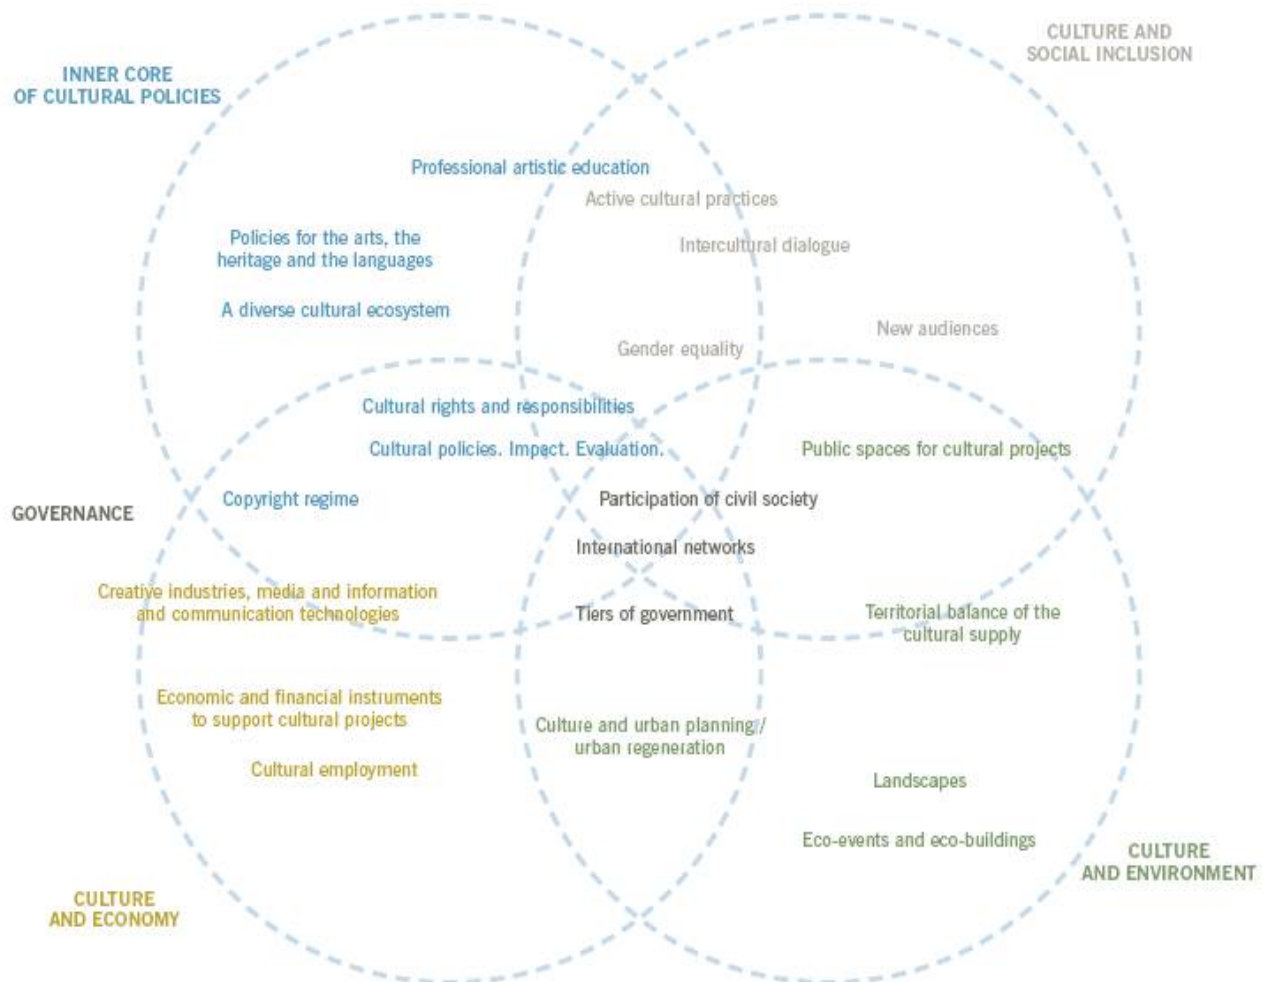 CULTURE AND
SOCIAL INCLUSION
INNER CORE
OF CULTURAL POLICIES
Professional artistic education
Active cultural practices
Policies for the arts, the
heritage and the languages
Intercultural dialogue
A diverse cultural ecosystem
New audiences
Gender equality
Cultural rights and responsibilities
Cultural policies. Impact. Evaluation.
Public spaces for cultural projects
Copyright regime
Participation of civil society
GOVERNANCE
International networks
Creative industries, media and information
and communication technologies
Tiers of government
Territorial balance of the
cultural supply
Economic and financial instruments
to support cultural projects
Culture and urban planning /
urban regeneration
Cultural employment
Landscapes
Eco-events and eco-buildings
CULTURE
AND ENVIRONMENT
CULTURE
AND ECONOMY